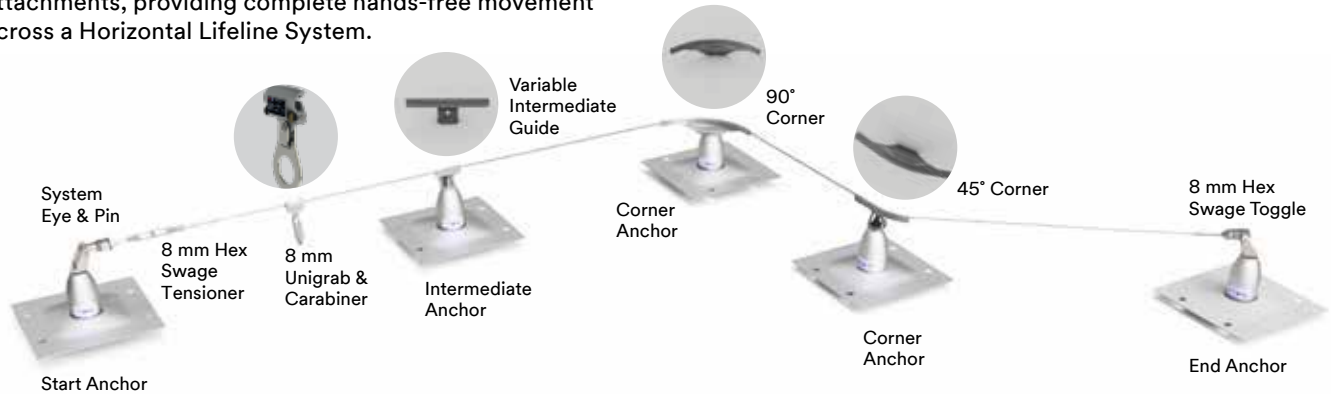 ttachments, providing complete hands-free movement
cross a Horizontal Lifeline System.
System
Eye & Pin
8 mm Hex
Swage
Tensioner
8 mm
Unigrab &
Carabiner
Variable
Intermediate
Guide
90°
Corner
45° Corner
8 mm Hex
Swage Toggle
Start Anchor
Intermediate
Anchor
Corner
Anchor
Corner
Anchor
End Anchor